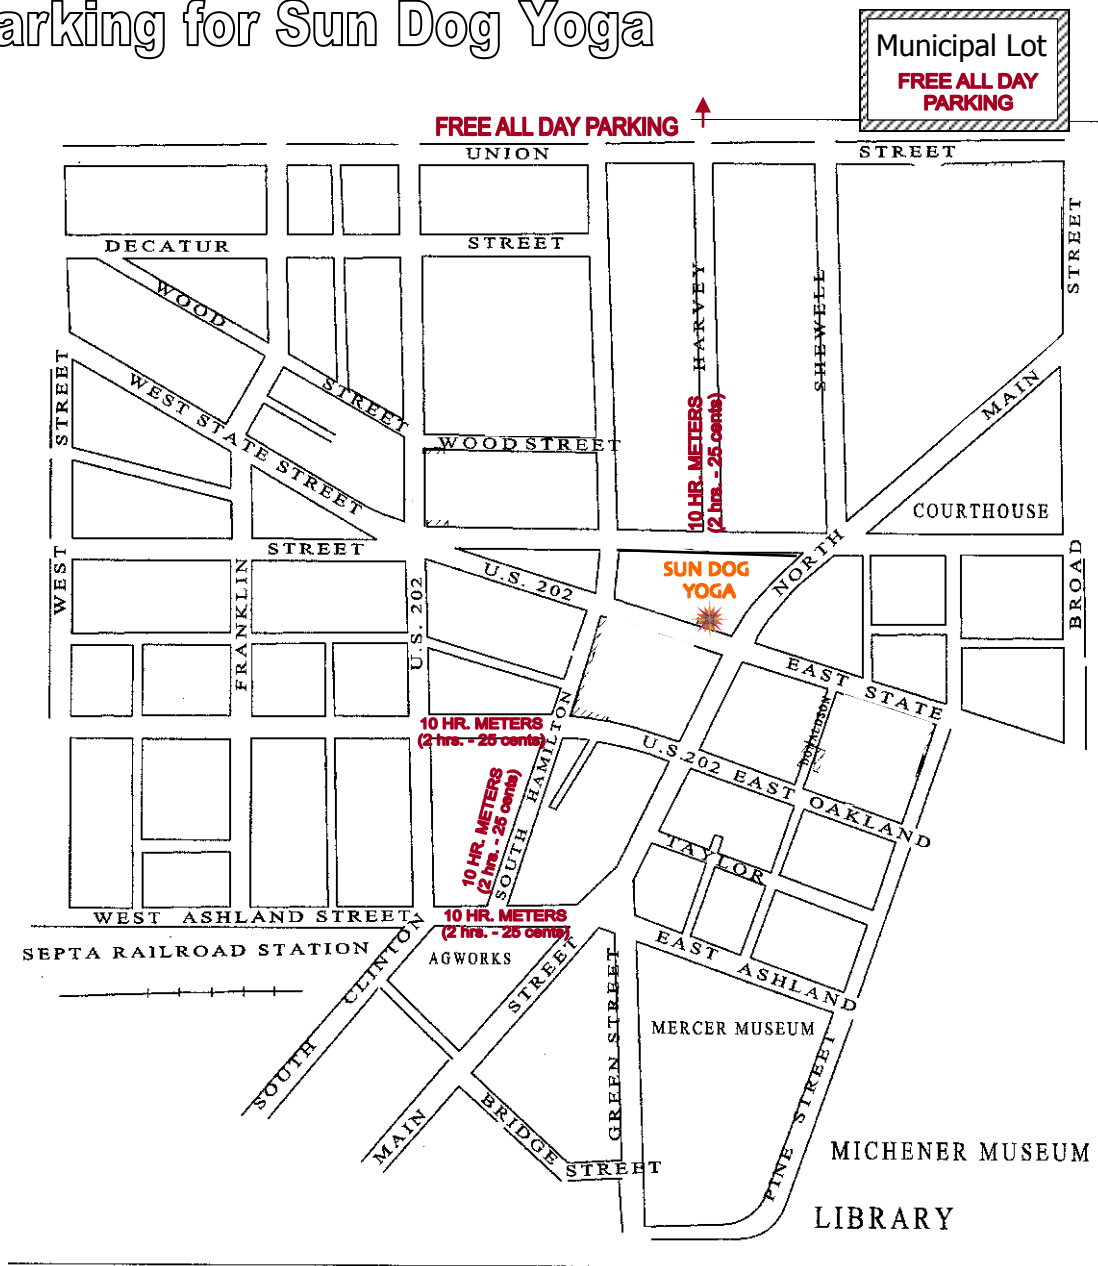 arking for Sun Dog Yoga
Municipal Lot
FREE ALL DAY
PARKING
FREE ALL DAY PARKING
UNION
STREET
DECATUR
STREET
STREET
WOOD
STREET
HARVEY
SHEWELL
MAIN
WEST STATE STREET
STREET
WOOD STREET
10 HR. METERS
(2 hrs. - 25 cents)
COURTHOUSE
STREET
NORTH
WEST
FRANKLIN
U.S. 202
U.S. 202
SUN DOG
YOGA
BROAD
EAST STATE
DONALDSON
10 HR. METERS
(2 hrs. - 25 cents)
SOUTH HAMILTON
U.S.202 EAST OAKLAND
10 HR. METERS
(2 hrs. - 25 cents)
TAYLOR
WEST ASHLAND STREET
10 HR. METERS
(2 hrs. - 25 cents)
SEPTA RAILROAD STATION
SOUTH CLINTON
AGWORKS
MAIN STREET
GREEN STREET
EAST ASHLAND
MERCER MUSEUM
BRIDGE
STREET
PINE STREET
MICHENER MUSEUM
LIBRARY